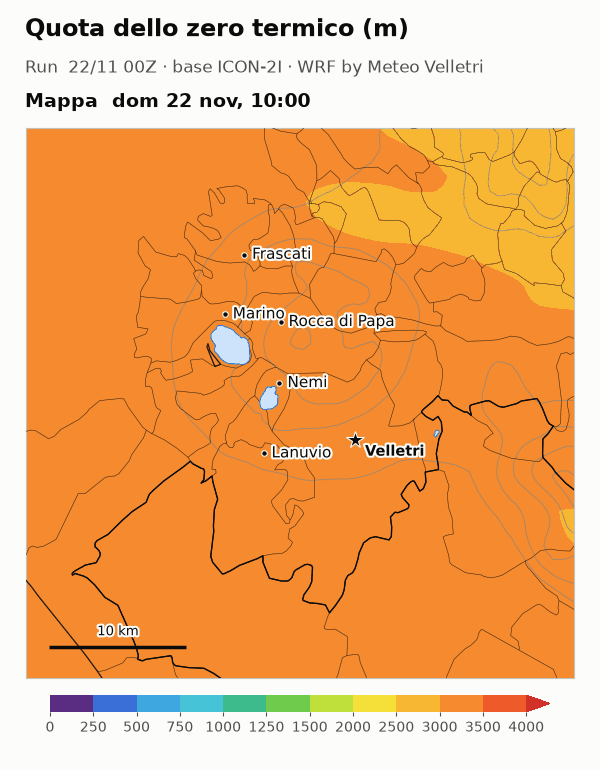 Quota dello zero termico (m)
Run  22/11 00Z · base ICON-2I · WRF by Meteo Velletri
Mappa  dom 22 nov, 10:00
Frascati
Marino
Rocca di Papa
Nemi
Velletri
Lanuvio
10 km
0 250 500 750 1000 1250 1500 2000 2500 3000 3500 4000